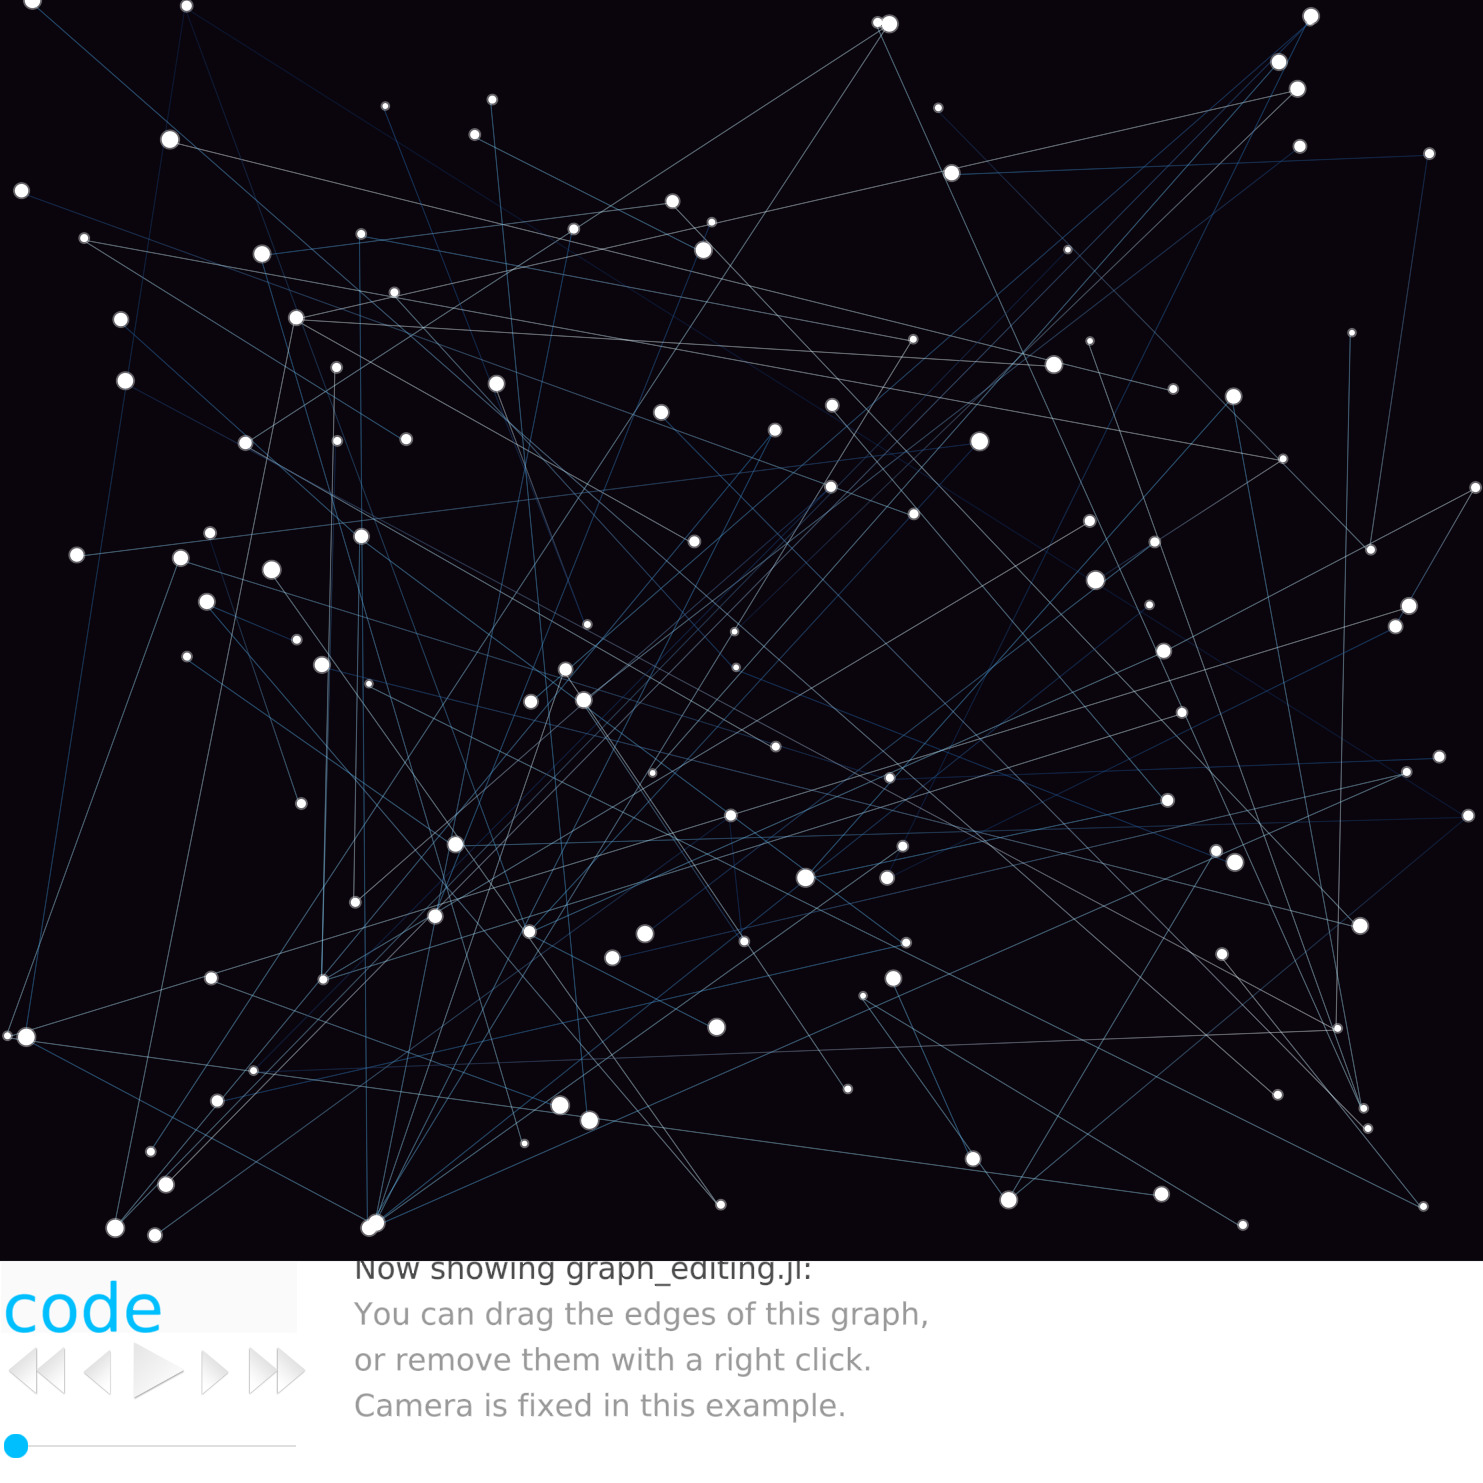 Now showing graph_editing.jl:
code
You can drag the edges of this graph,
or remove them with a right click.
Camera is fixed in this example.